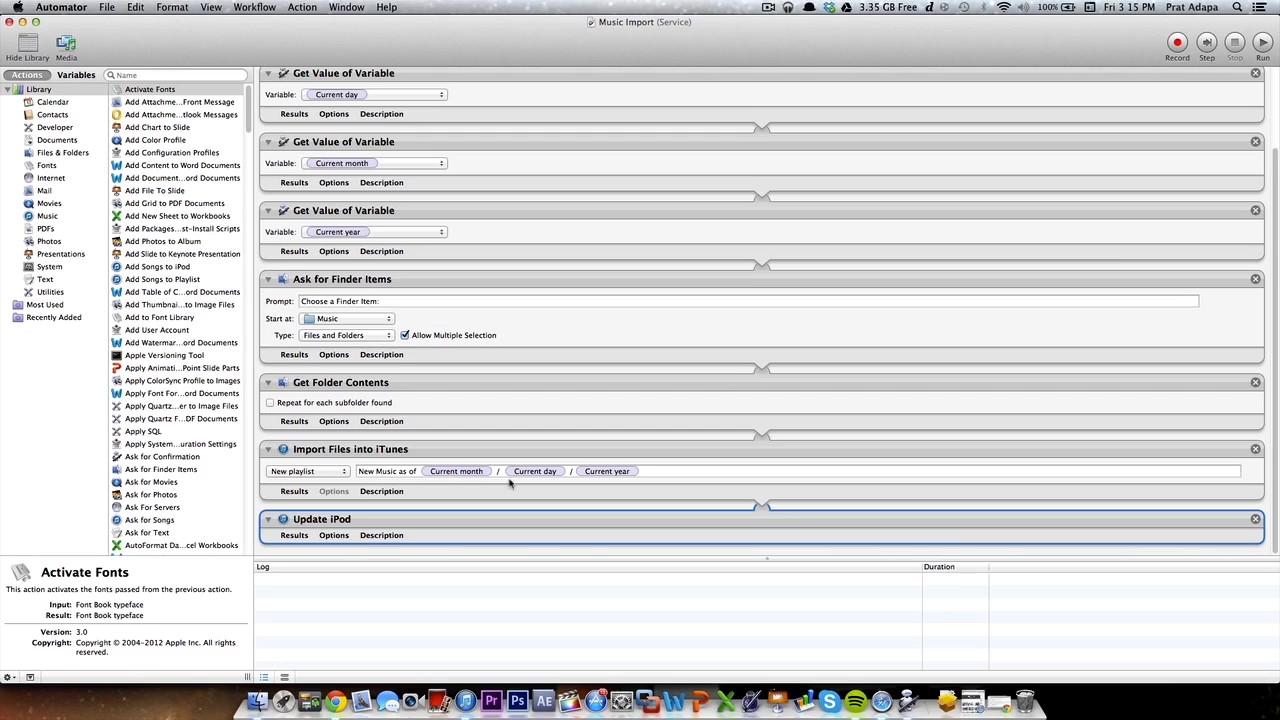 Automator File Edit Format View Workflow Window Help 3.35 GB Free 100% Fri 3 15 PM Prat Adapa
Music Import (Service)
Hide Library Media Record Step Stop Run
Actions Variables Name
Library
Calendar
Contacts
Developer
Documents
Files & Folders
Fonts
Internet
Mail
Movies
Music
PDFs
Photos
Presentations
System
Text
Utilities
Most Used
Recently Added
Activate Fonts
Add Attachme...Front Message
Add Attachme...tlook Messages
Add Chart to Slide
Add Color Profile
Add Configuration Profiles
Add Content to Word Documents
Add Document...ord Documents
Add File To Slide
Add Grid to PDF Documents
Add New Sheet to Workbooks
Add Packages...st-Install Scripts
Add Photos to Album
Add Slide to Keynote Presentation
Add Songs to iPod
Add Songs to Playlist
Add Table of C...ord Documents
Add Thumbnai...to Image Files
Add to Font Library
Add User Account
Add Watermar...ord Documents
Apple Versioning Tool
Apply Animati...Point Slide Parts
Apply ColorSync Profile to Images
Apply Font For...ord Documents
Apply Quartz...er to Image Files
Apply Quartz F...DF Documents
Apply SQL
Apply System...uration Settings
Ask for Confirmation
Ask for Finder Items
Ask for Movies
Ask for Photos
Ask For Servers
Ask for Songs
Ask for Text
AutoFormat Da...cel Workbooks
Get Value of Variable
Variable: Current day
Results Options Description
Get Value of Variable
Variable: Current month
Results Options Description
Get Value of Variable
Variable: Current year
Results Options Description
Ask for Finder Items
Prompt: Choose a Finder Item:
Start at: Music
Type: Files and Folders Allow Multiple Selection
Results Options Description
Get Folder Contents
Repeat for each subfolder found
Results Options Description
Import Files into iTunes
New playlist New Music as of Current month / Current day / Current year
Results Options Description
Update iPod
Results Options Description
Log Duration
Activate Fonts
This action activates the fonts passed from the previous action.
Input: Font Book typeface
Result: Font Book typeface
Version: 3.0
Copyright: Copyright © 2004-2012 Apple Inc. All rights
reserved.
Pr Ps AE